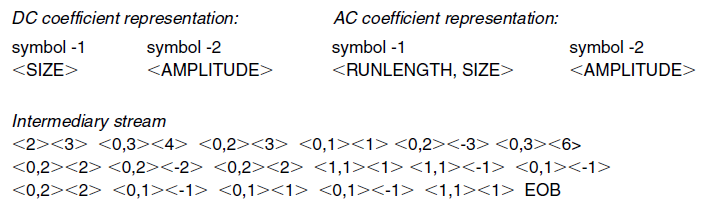 DC coefficient representation: AC coefficient representation:
symbol -1 symbol -2 symbol -1 symbol -2
<SIZE> <AMPLITUDE> <RUNLENGTH, SIZE> <AMPLITUDE>
Intermediary stream
<2><3> <0,3><4> <0,2><3> <0,1><1> <0,2><-3> <0,3><6>
<0,2><2> <0,2><-2> <0,2><2> <1,1><1> <1,1><-1> <0,1><-1>
<0,2><2> <0,1><-1> <0,1><1> <0,1><-1> <1,1><1> EOB